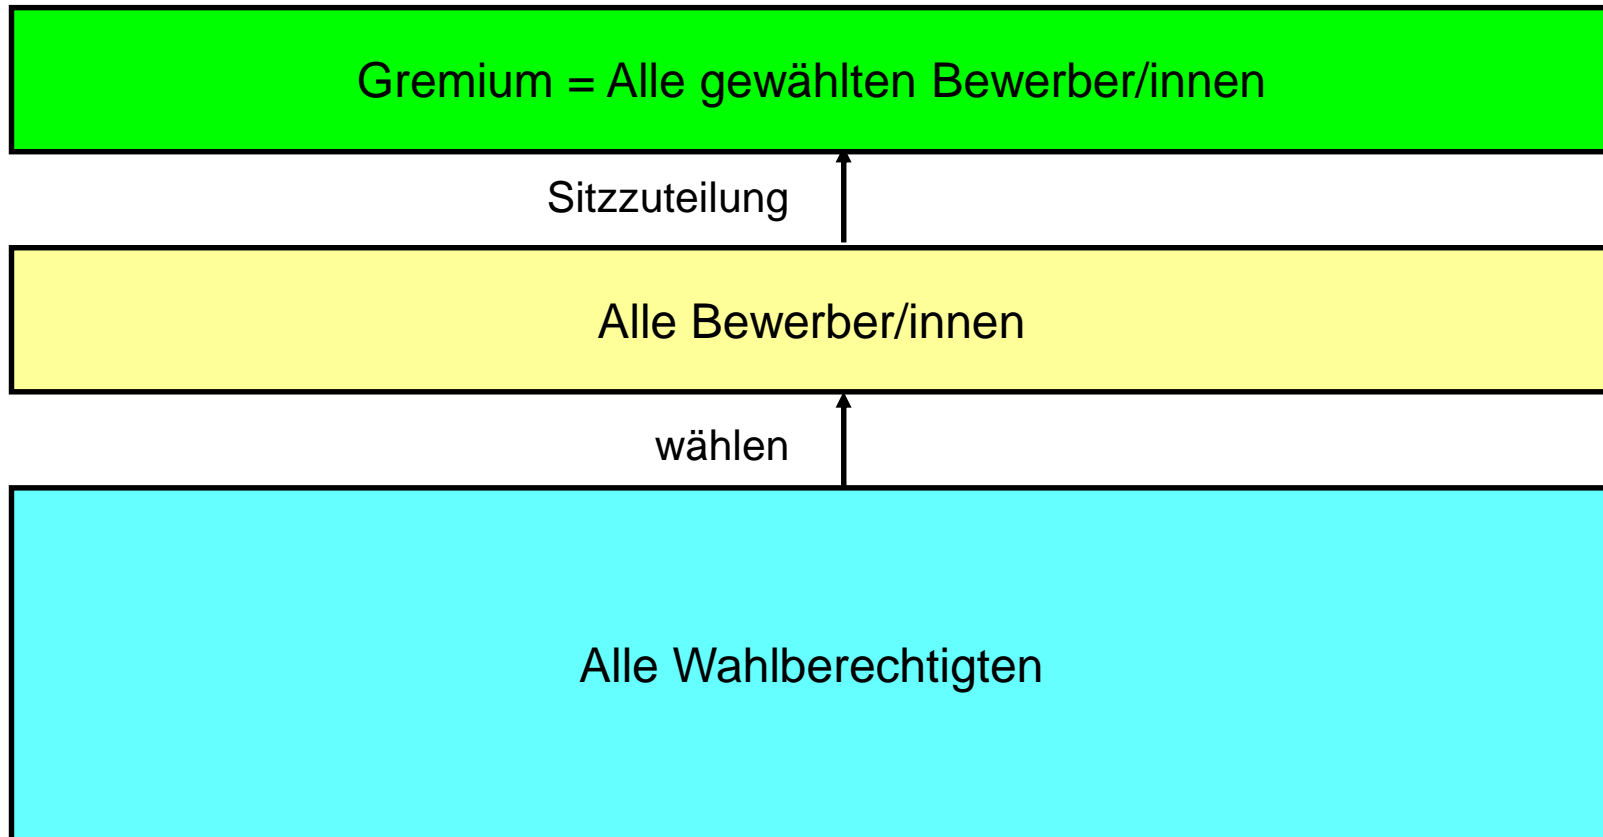 Gremium = Alle gewählten Bewerber/innen
Sitzzuteilung
Alle Bewerber/innen
wählen
Alle Wahlberechtigten